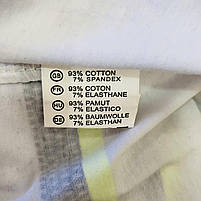 GB 93% COTTON
7% SPANDEX
FR 93% COTON
7% ELASTHANE
HU 93% PAMUT
7% ELASTICO
DE 93% BAUMWOLLE
7% ELASTHAN